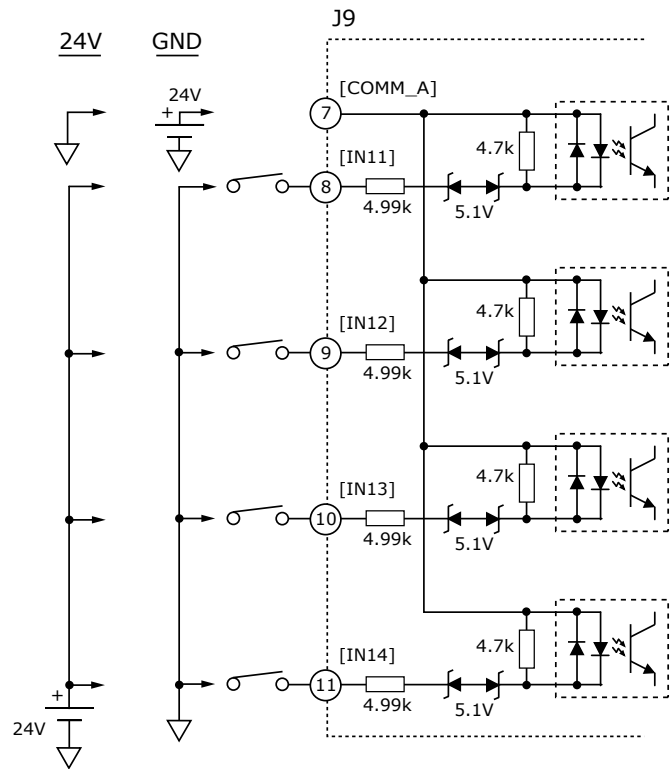 J9
24V GND
24V
+
[COMM_A]
7
4.7k
[IN11]
8
4.99k
5.1V
[IN12]
4.7k
9
4.99k
5.1V
[IN13]
4.7k
10
4.99k
5.1V
[IN14]
4.7k
11
4.99k
5.1V
+
24V